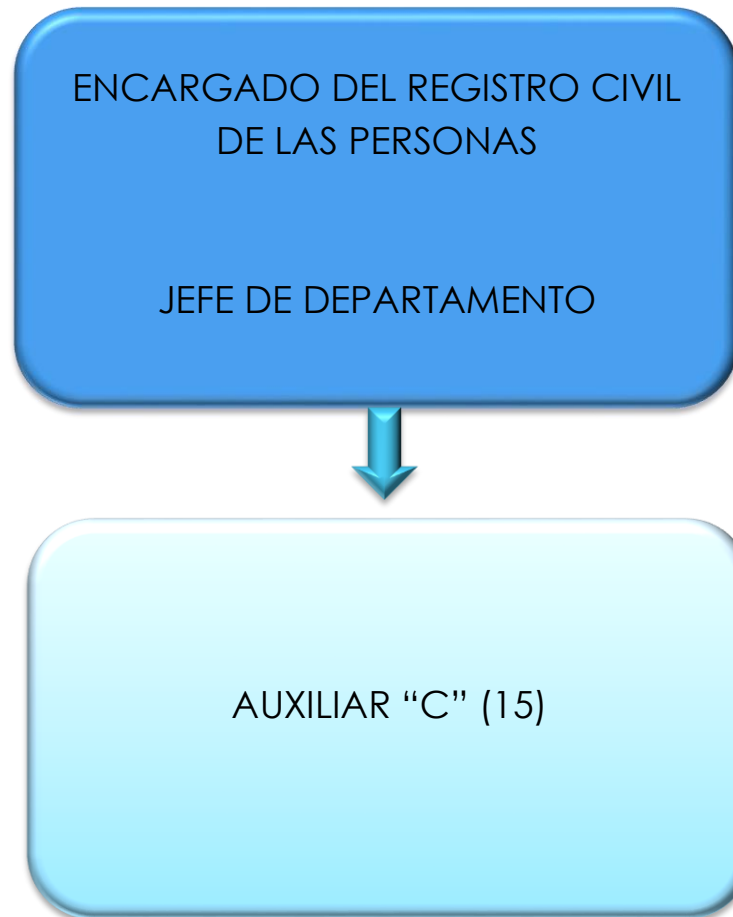 ENCARGADO DEL REGISTRO CIVIL
DE LAS PERSONAS
JEFE DE DEPARTAMENTO
AUXILIAR “C” (15)